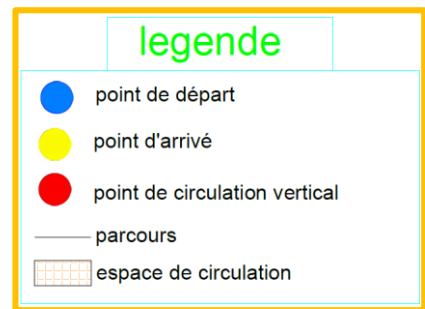 legende
point de départ
point d'arrivé
point de circulation vertical
parcours
espace de circulation